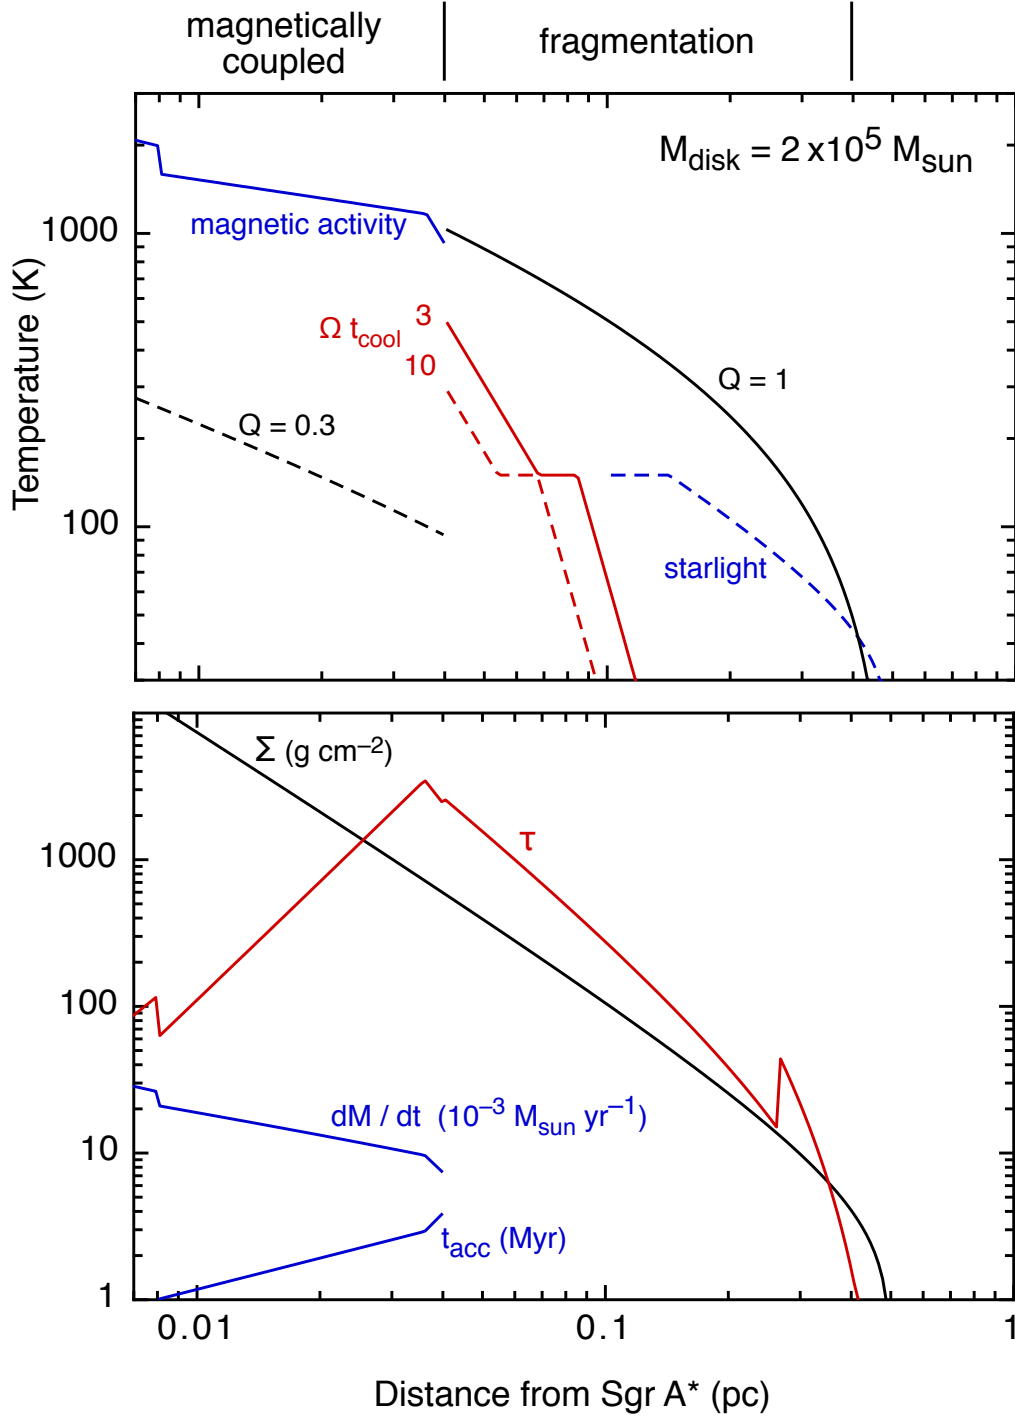 magnetically
coupled
fragmentation
M_disk = 2 x10^5 M_sun
magnetic activity
1000
3
Ω t_cool
10
Q = 1
Q = 0.3
100
starlight
Temperature (K)
Σ (g cm^–2)
τ
1000
100
dM / dt (10^–3 M_sun yr^–1)
10
t_acc (Myr)
1
0.01
0.1
1
Distance from Sgr A* (pc)